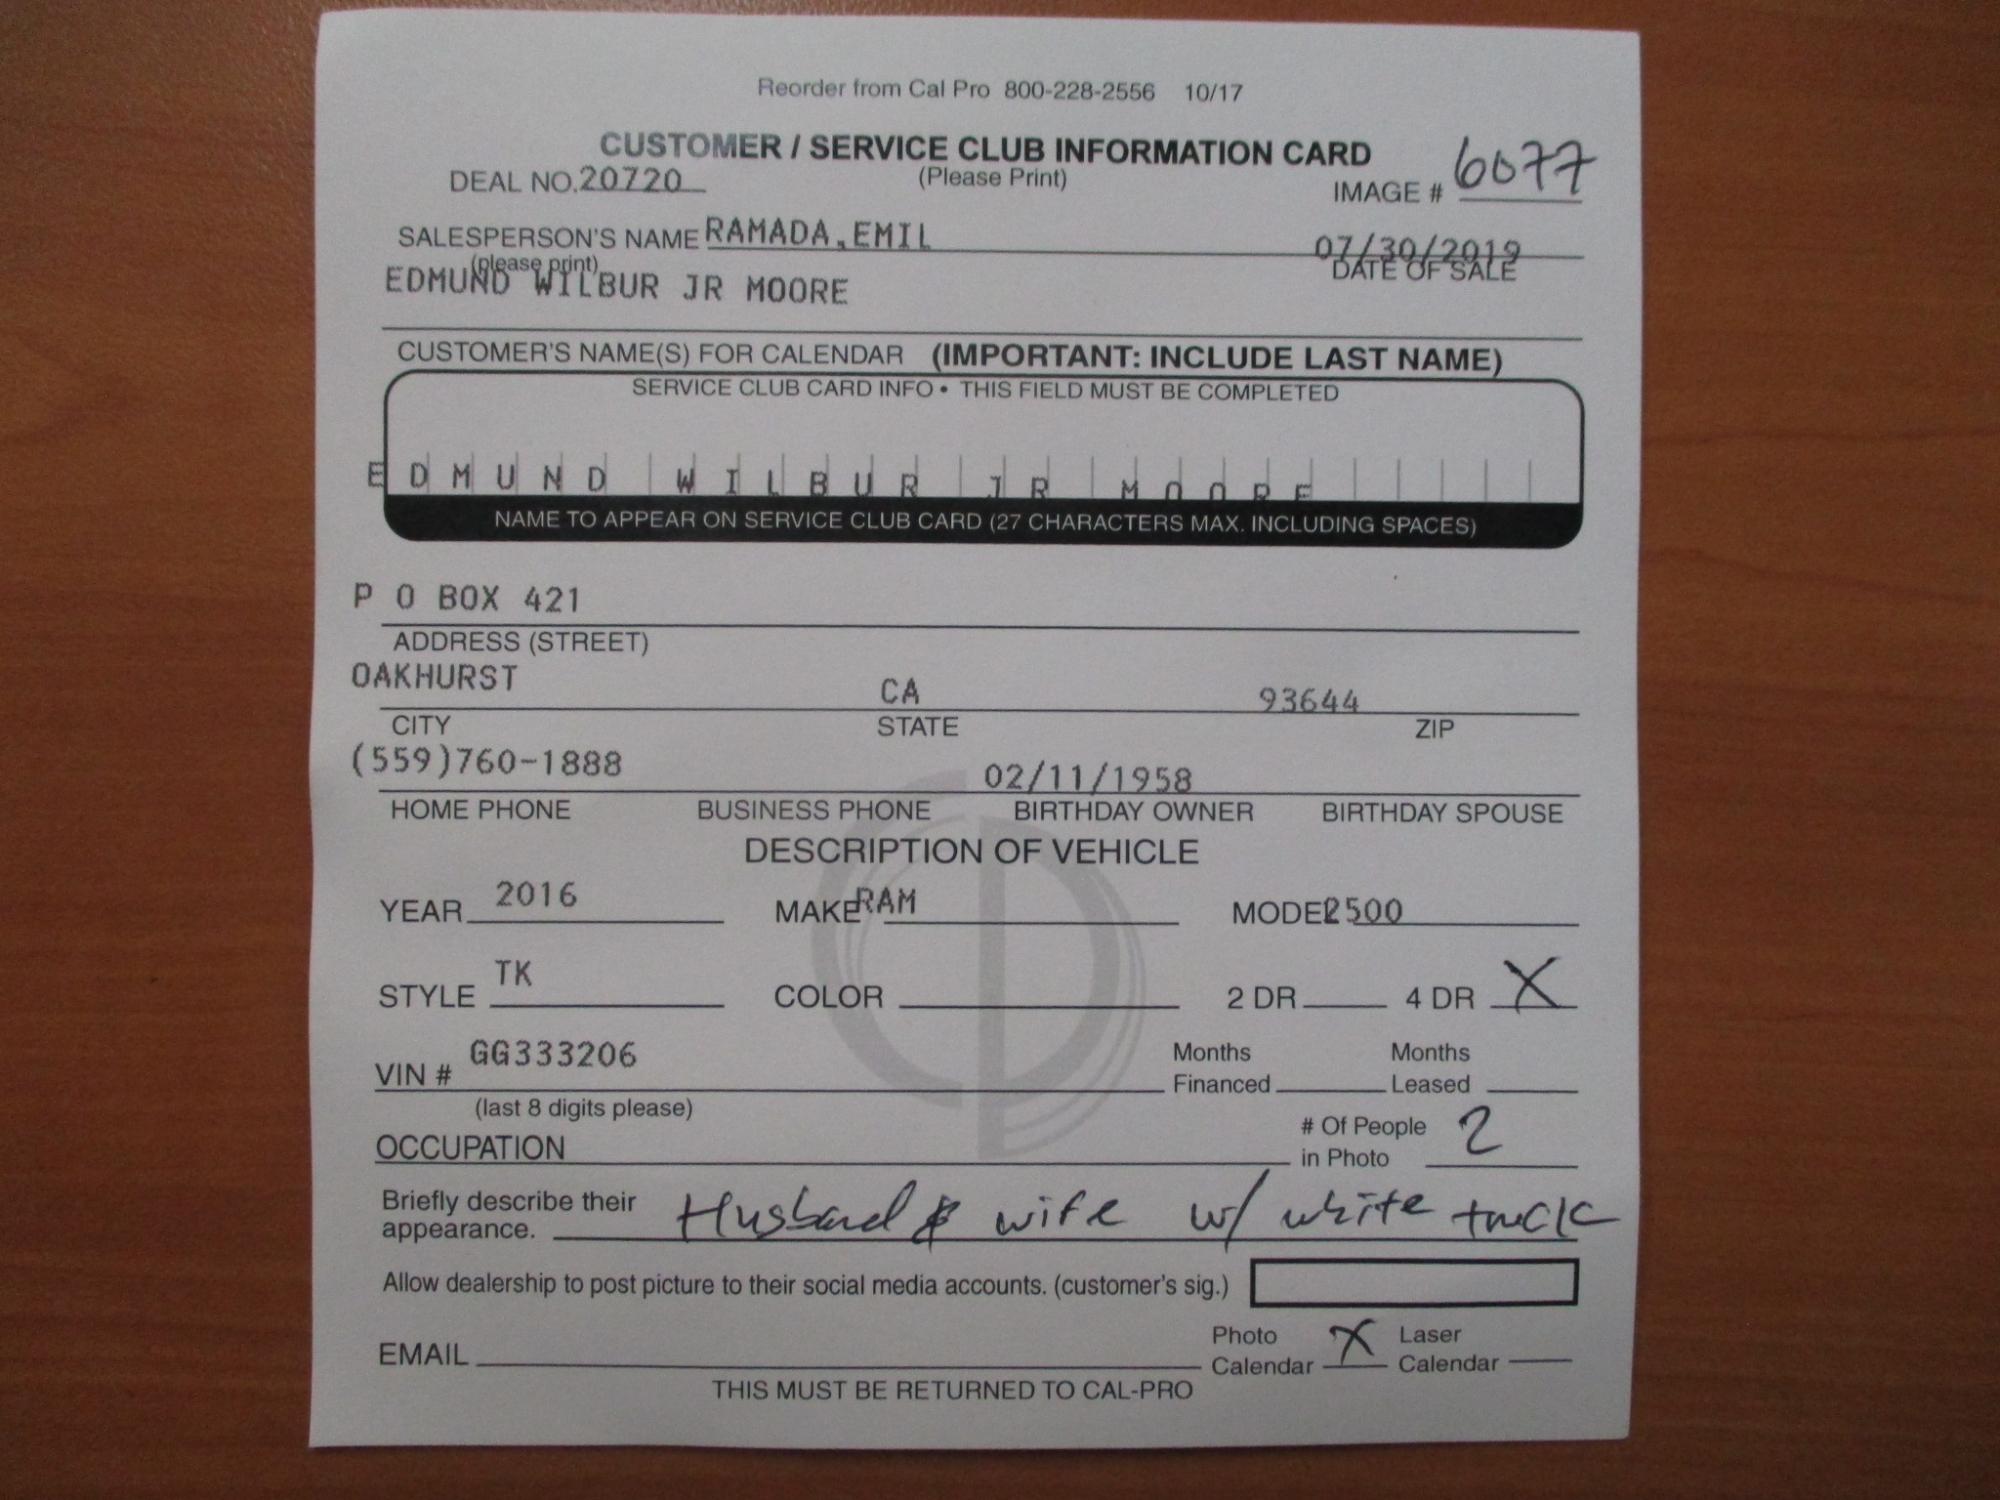 Reorder from Cal Pro 800-228-2556 10/17
CUSTOMER / SERVICE CLUB INFORMATION CARD
DEAL NO. 20720 (Please Print) IMAGE # 6077
SALESPERSON'S NAME RAMADA, EMIL 07/30/2019
(please print) DATE OF SALE
EDMUND WILBUR JR MOORE
CUSTOMER'S NAME(S) FOR CALENDAR (IMPORTANT: INCLUDE LAST NAME)
SERVICE CLUB CARD INFO • THIS FIELD MUST BE COMPLETED
EDMUND WILBUR JR MOORE
NAME TO APPEAR ON SERVICE CLUB CARD (27 CHARACTERS MAX. INCLUDING SPACES)
P O BOX 421
ADDRESS (STREET)
OAKHURST CA 93644
CITY STATE ZIP
(559)760-1888 02/11/1958
HOME PHONE BUSINESS PHONE BIRTHDAY OWNER BIRTHDAY SPOUSE
DESCRIPTION OF VEHICLE
YEAR 2016 MAKE RAM MODEL 2500
STYLE TK COLOR 2 DR 4 DR X
VIN # GG333206 Months Financed Months Leased
(last 8 digits please)
OCCUPATION # Of People in Photo 2
Briefly describe their appearance. Husband & wife w/ white truck
Allow dealership to post picture to their social media accounts. (customer's sig.)
EMAIL Photo Calendar X Laser Calendar
THIS MUST BE RETURNED TO CAL-PRO